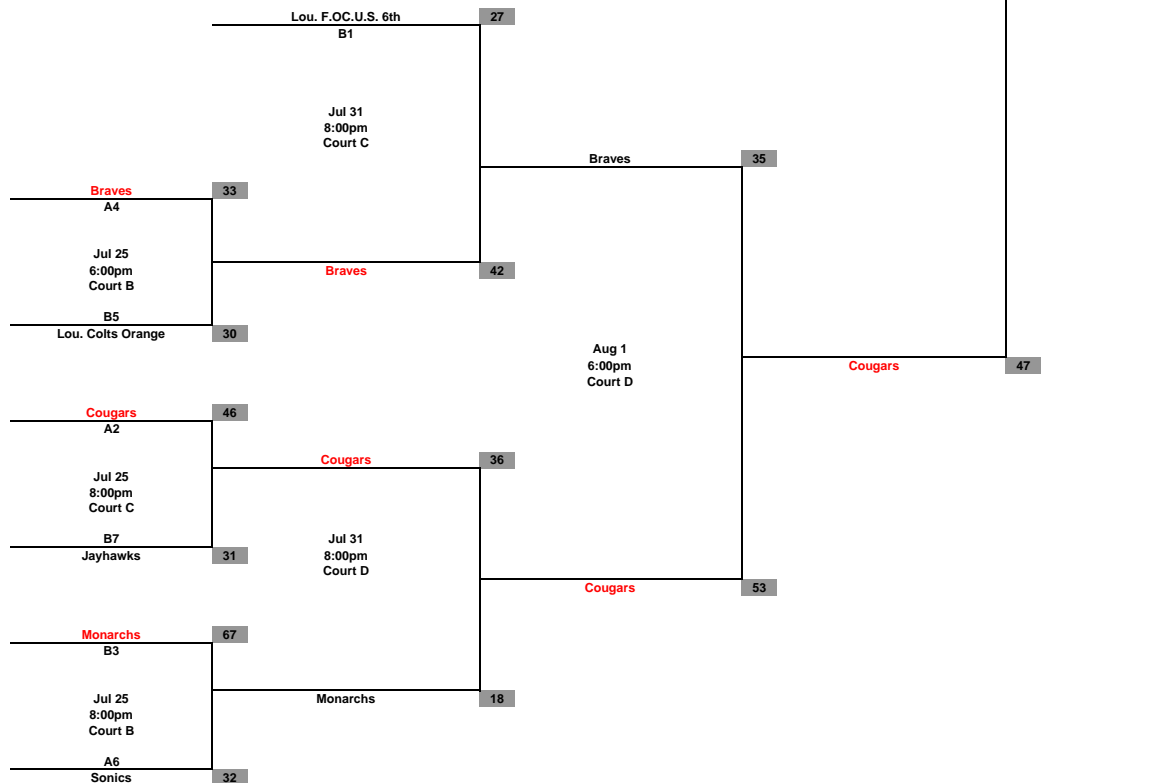 Lou. F.OC.U.S. 6th 27
B1
Jul 31
8:00pm
Court C
Braves 35
Braves 33
A4
Jul 25
6:00pm
Court B
Braves 42
B5
Lou. Colts Orange 30
Aug 1
6:00pm
Court D
Cougars 47
Cougars 46
A2
Cougars 36
Jul 25
8:00pm
Court C
B7
Jayhawks 31
Jul 31
8:00pm
Court D
Cougars 53
Monarchs 67
B3
Jul 25
8:00pm
Court B
Monarchs 18
A6
Sonics 32